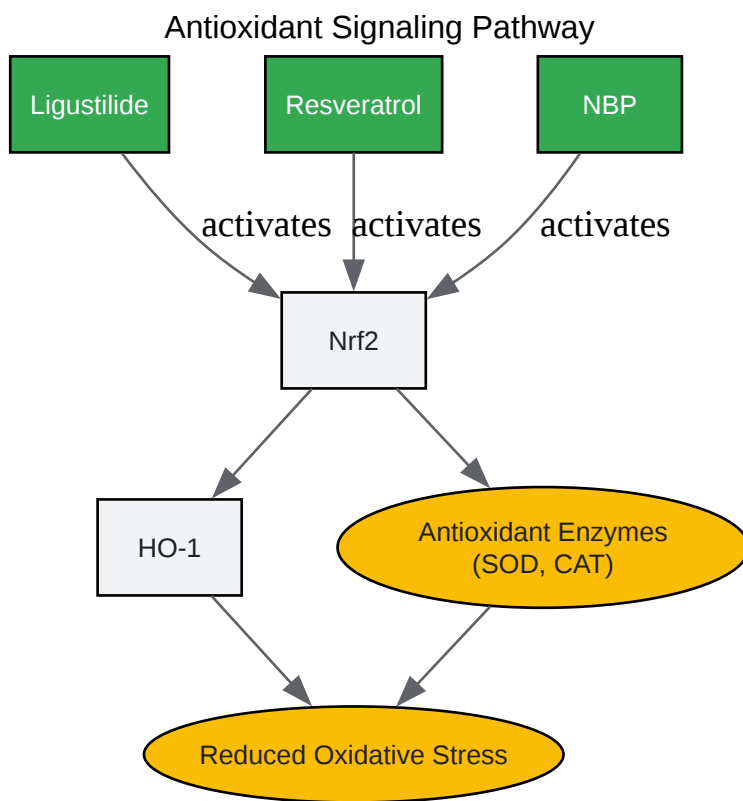 Antioxidant Signaling Pathway
Ligustilide
Resveratrol
NBP
activates
activates
activates
Nrf2
HO-1
Antioxidant Enzymes
(SOD, CAT)
Reduced Oxidative Stress